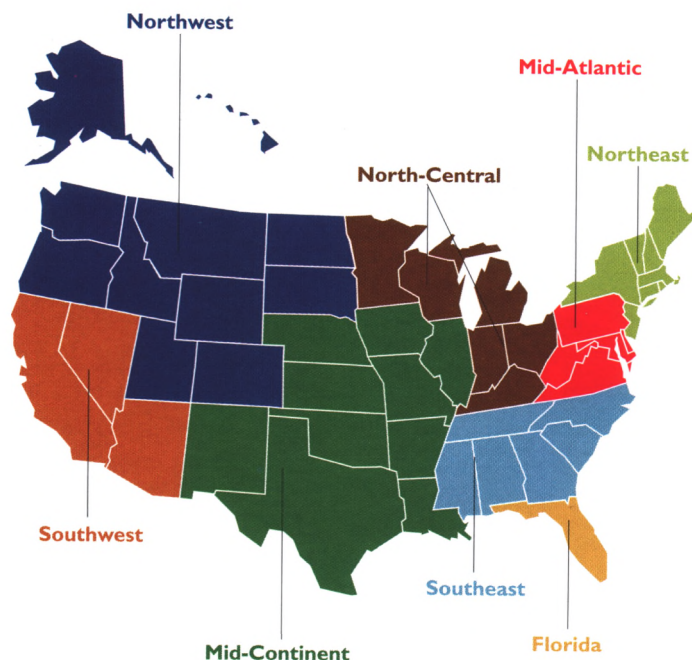 Northwest
Mid-Atlantic
Northeast
North-Central
Southwest
Southeast
Florida
Mid-Continent